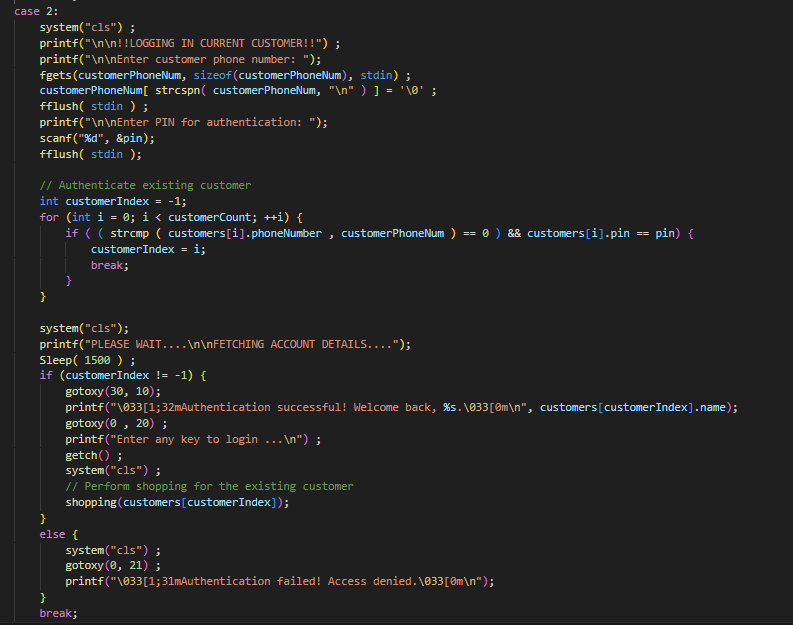 case 2:
system("cls") ;
printf("\n\n!!LOGGING IN CURRENT CUSTOMER!!") ;
printf("\n\nEnter customer phone number: ");
fgets(customerPhoneNum, sizeof(customerPhoneNum), stdin) ;
customerPhoneNum[ strcspn( customerPhoneNum, "\n" ) ] = '\0' ;
fflush( stdin ) ;
printf("\n\nEnter PIN for authentication: ");
scanf("%d", &pin);
fflush( stdin );
// Authenticate existing customer
int customerIndex = -1;
for (int i = 0; i < customerCount; ++i) {
if ( ( strcmp ( customers[i].phoneNumber , customerPhoneNum ) == 0 ) && customers[i].pin == pin) {
customerIndex = i;
break;
}
}
system("cls");
printf("PLEASE WAIT....\n\nFETCHING ACCOUNT DETAILS....");
Sleep( 1500 ) ;
if (customerIndex != -1) {
gotoxy(30, 10);
printf("\033[1;32mAuthentication successful! Welcome back, %s.\033[0m\n", customers[customerIndex].name);
gotoxy(0 , 20) ;
printf("Enter any key to login ...\n") ;
getch() ;
system("cls") ;
// Perform shopping for the existing customer
shopping(customers[customerIndex]);
}
else {
system("cls") ;
gotoxy(0, 21) ;
printf("\033[1;31mAuthentication failed! Access denied.\033[0m\n");
}
break;